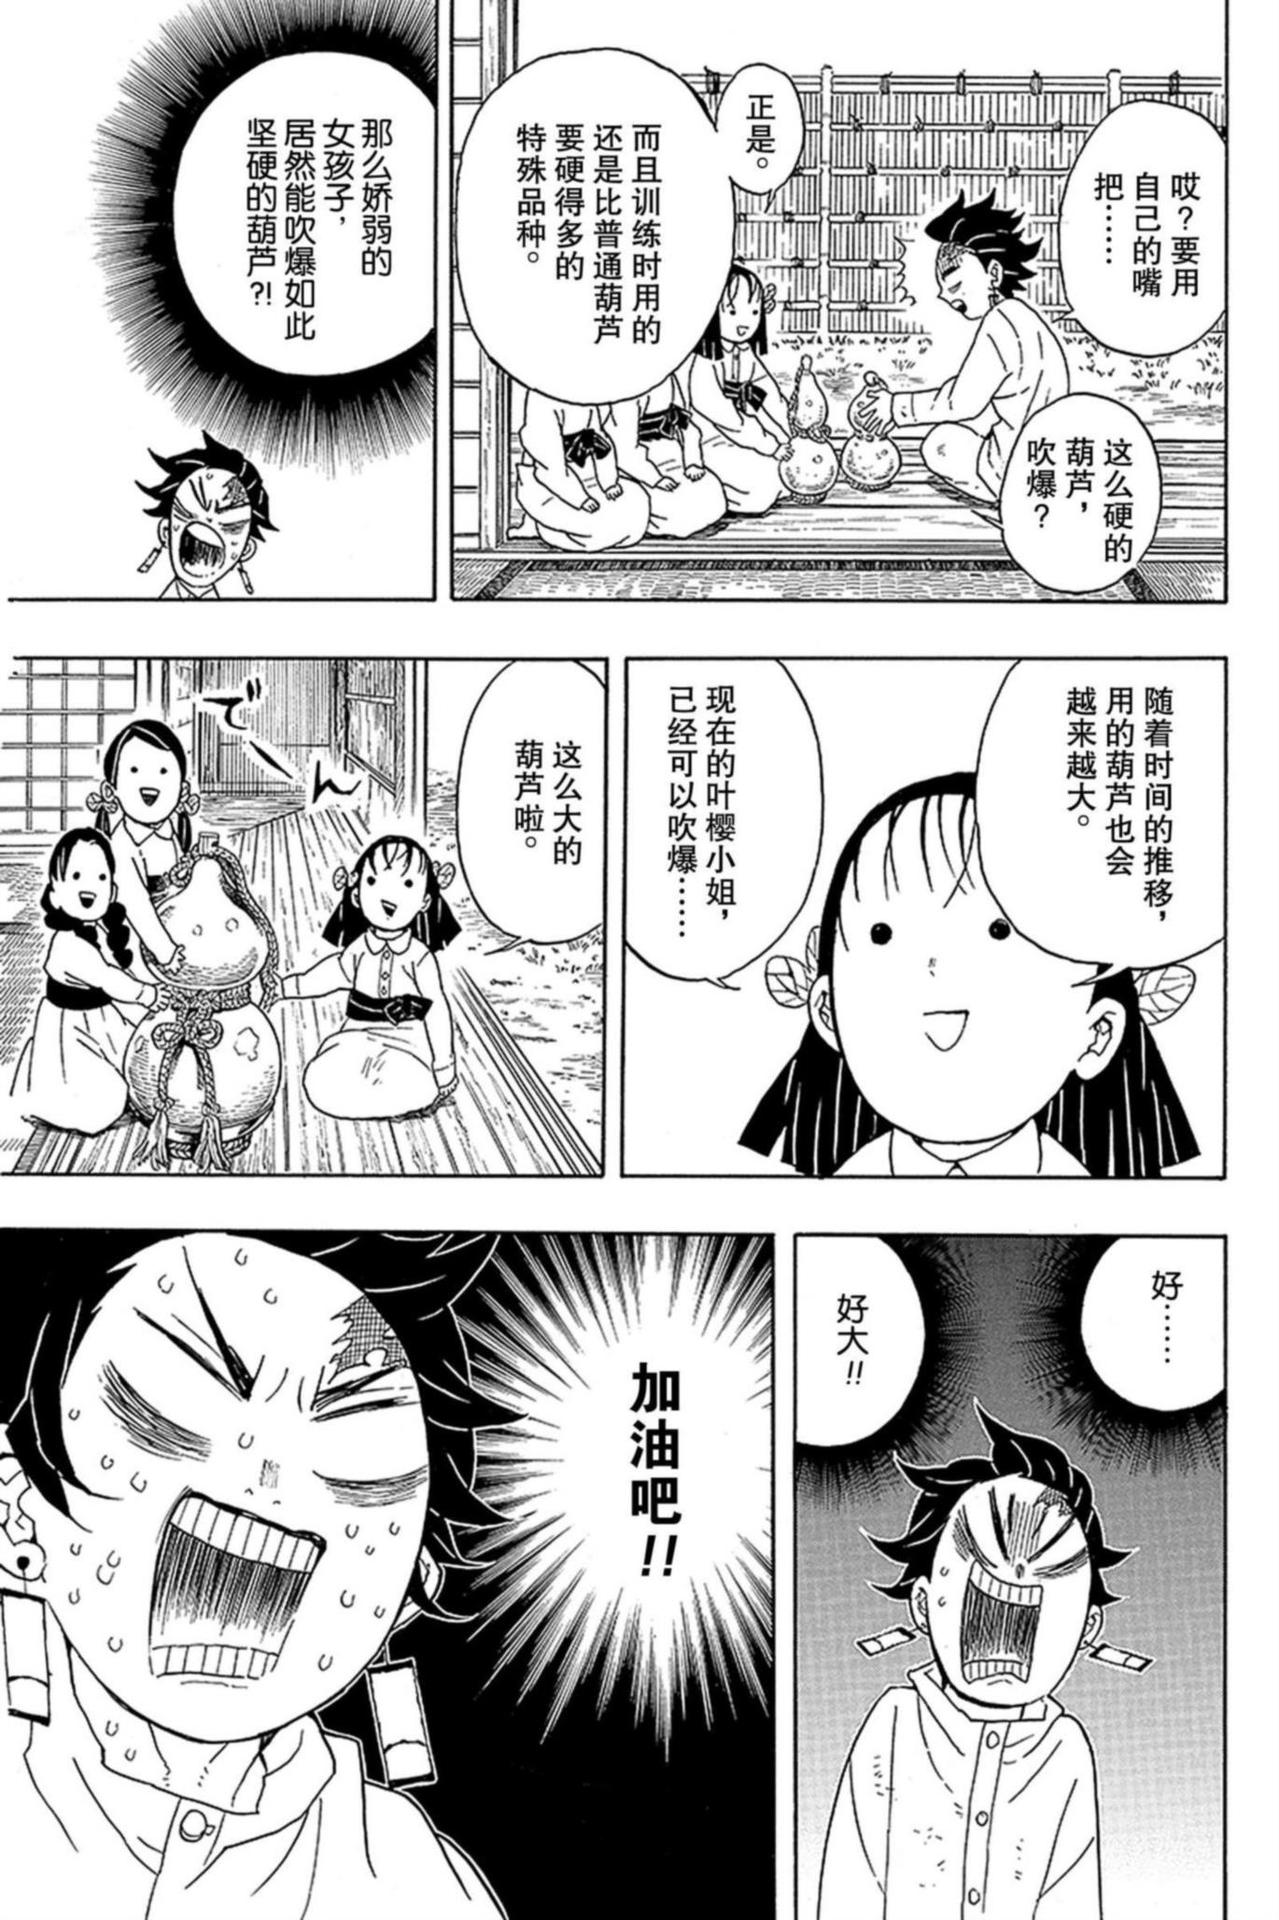 哎？要用
自己的嘴
把……
这么硬的
葫芦，
吹爆？
正是。
而且训练时用的
还是比普通葫芦
要硬得多的
特殊品种。
那么娇弱的
女孩子，
居然能吹爆如此
坚硬的葫芦?!
随着时间的推移，
用的葫芦也会
越来越大。
现在的叶樱小姐，
已经可以吹爆……
这么大的
葫芦啦。
でん
好……
好大!!
加油吧!!